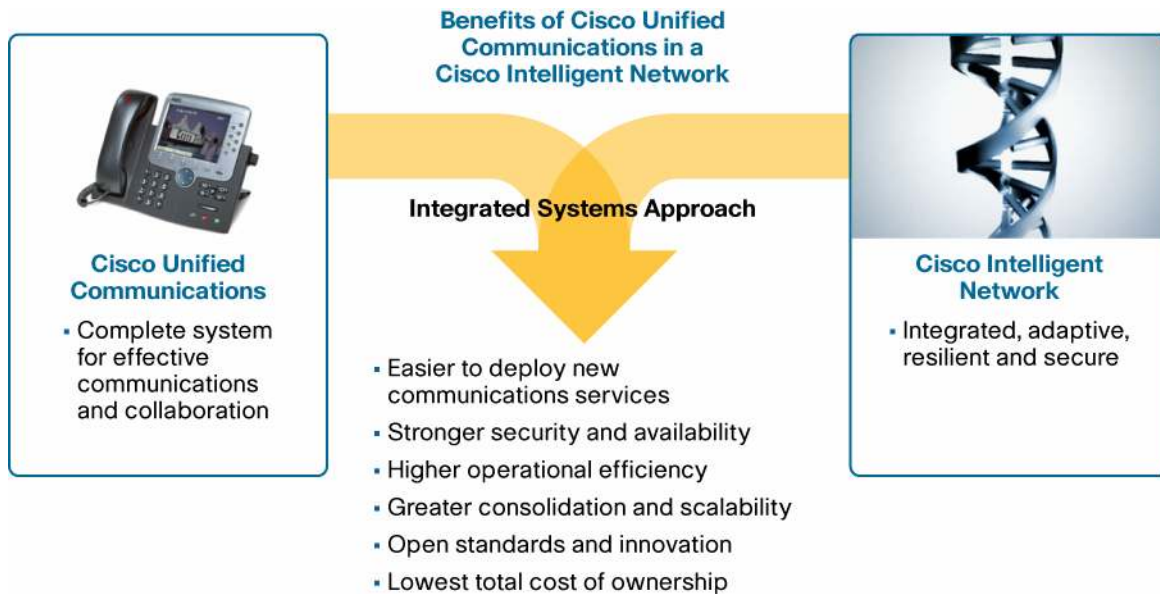 Benefits of Cisco Unified
Communications in a
Cisco Intelligent Network
Integrated Systems Approach
Cisco Unified
Communications
▪ Complete system
for effective
communications
and collaboration
▪ Easier to deploy new
communications services
▪ Stronger security and availability
▪ Higher operational efficiency
▪ Greater consolidation and scalability
▪ Open standards and innovation
▪ Lowest total cost of ownership
Cisco Intelligent
Network
▪ Integrated, adaptive,
resilient and secure